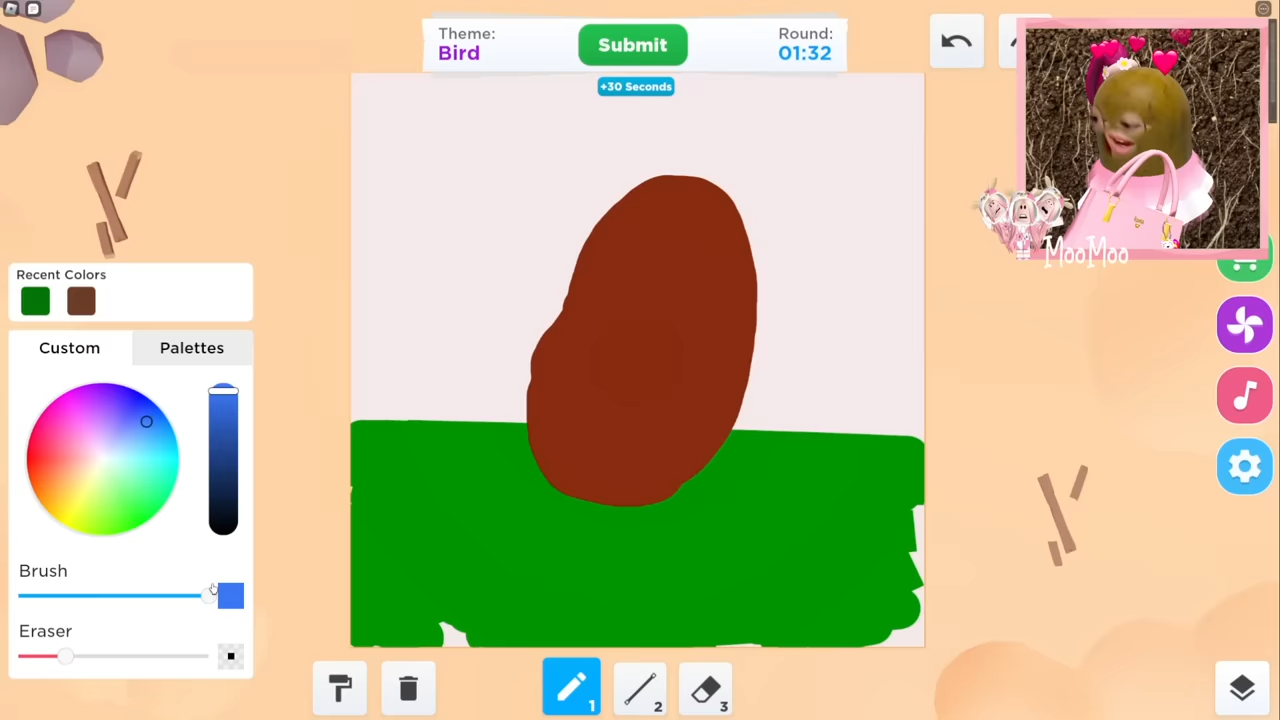 Theme:
Bird
Submit
Round:
01:32
+30 Seconds
MooMoo
Recent Colors
Custom
Palettes
Brush
Eraser
1
2
3